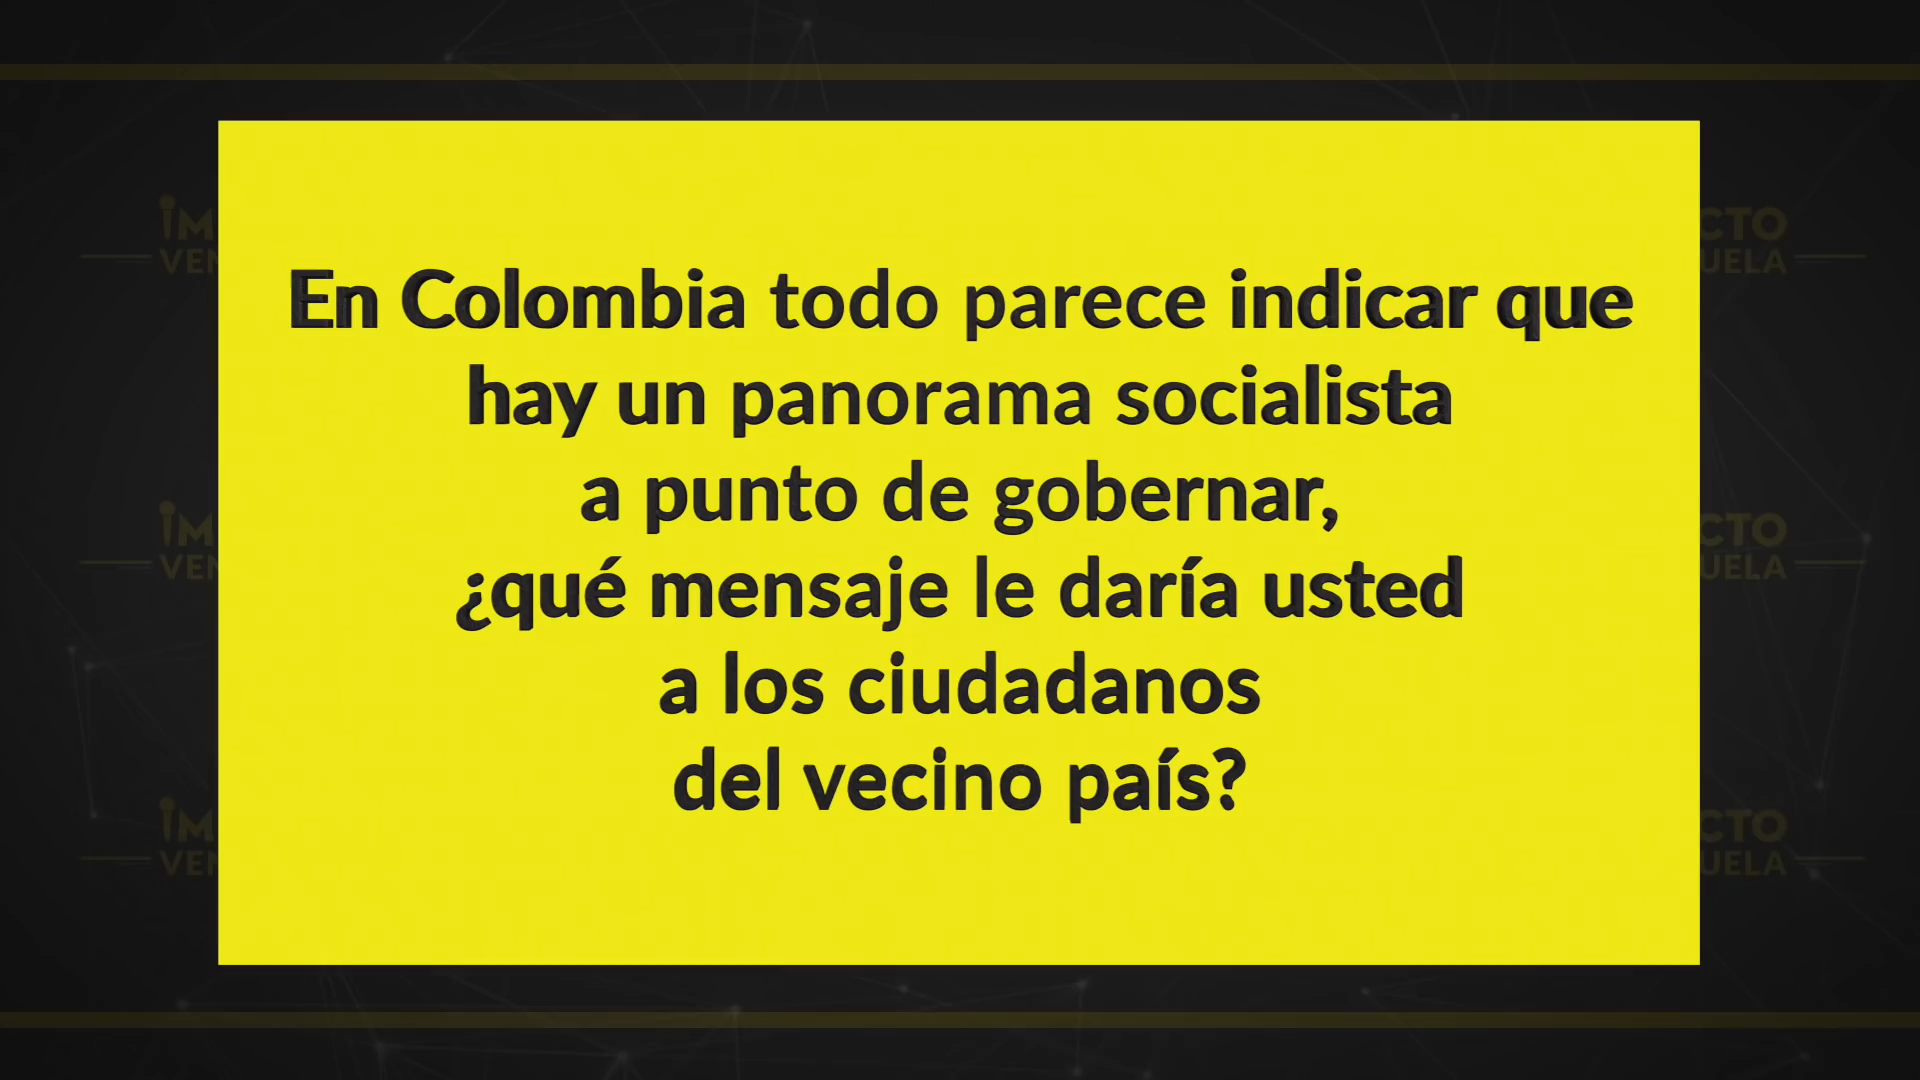 En Colombia todo parece indicar que
hay un panorama socialista
a punto de gobernar,
¿qué mensaje le daría usted
a los ciudadanos
del vecino país?